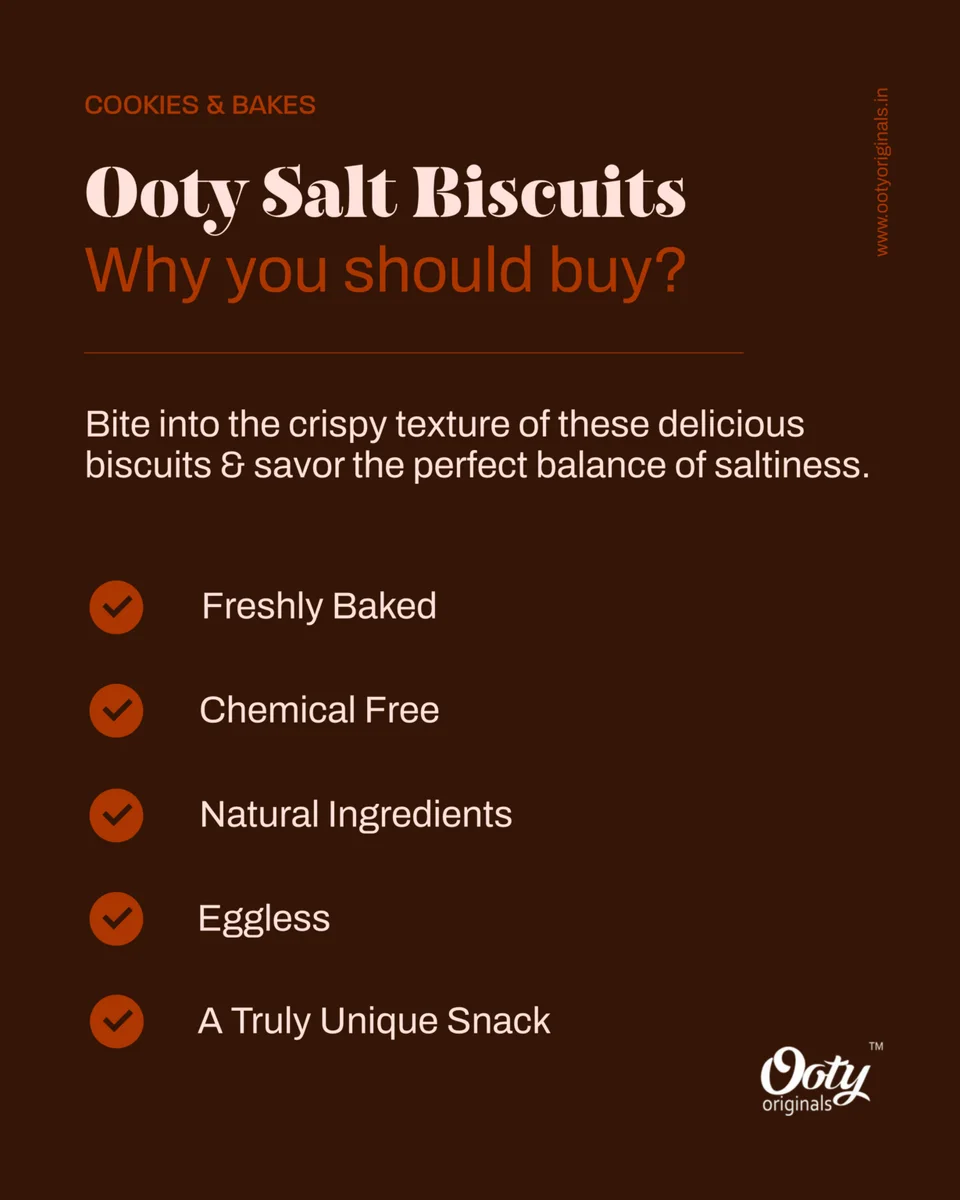 COOKIES & BAKES
www.ootyoriginals.in
Ooty Salt Biscuits
Why you should buy?
Bite into the crispy texture of these delicious
biscuits & savor the perfect balance of saltiness.
Freshly Baked
Chemical Free
Natural Ingredients
Eggless
A Truly Unique Snack
Ooty TM
originals